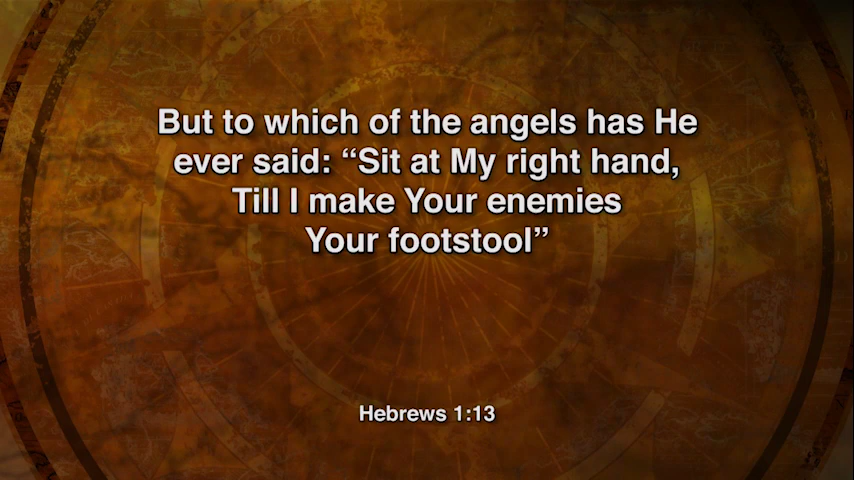 But to which of the angels has He
ever said: “Sit at My right hand,
Till I make Your enemies
Your footstool”
Hebrews 1:13